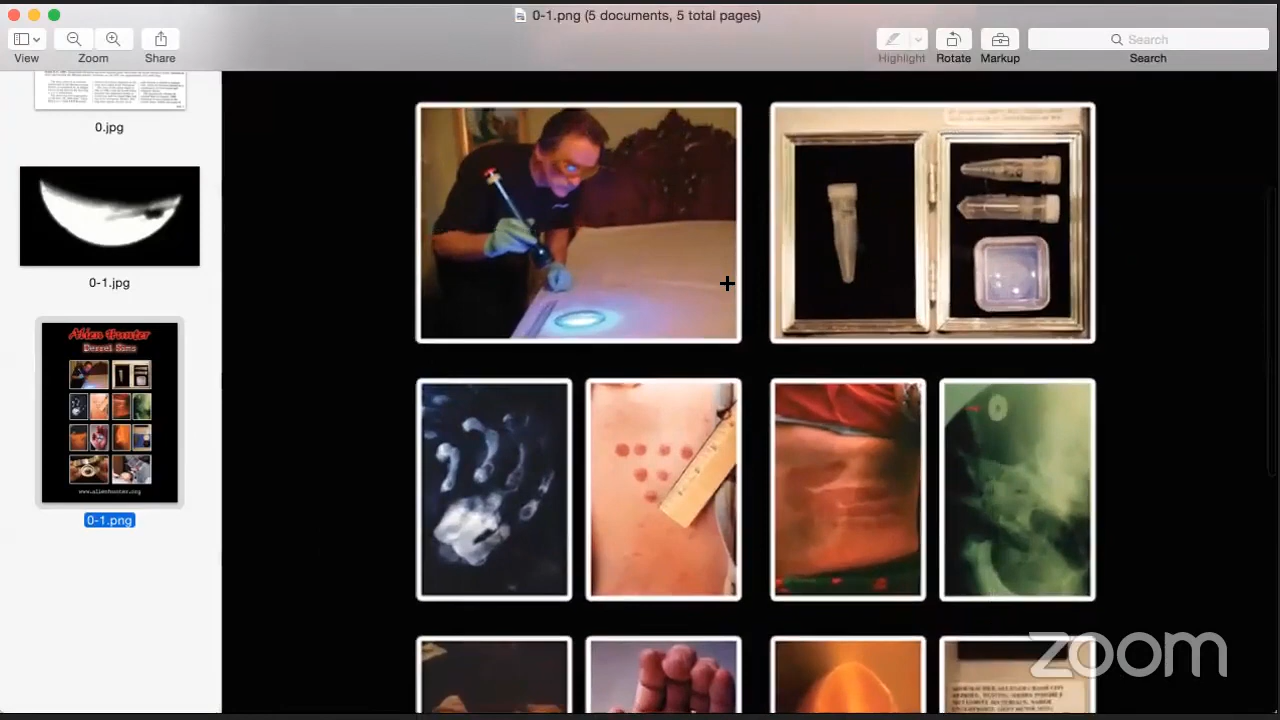 0-1.png (5 documents, 5 total pages)
View
Zoom
Share
Highlight
Rotate
Markup
Search
Search
0.jpg
0-1.jpg
Alien Hunter
Derrel Sims
www.alienhunter.org
0-1.png
zoom